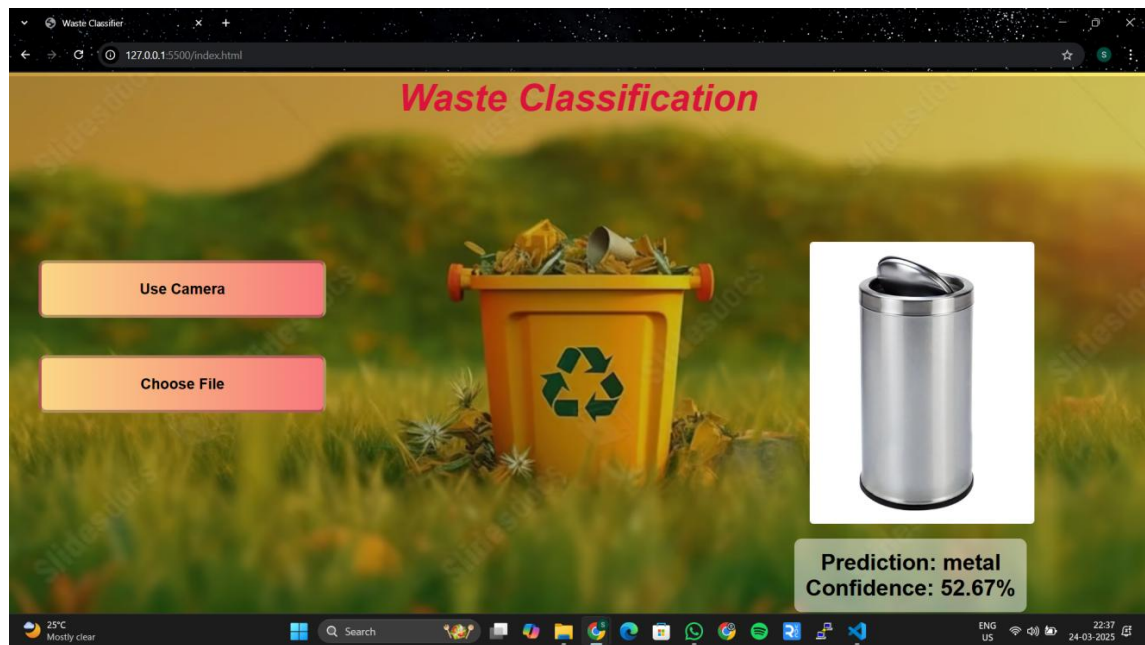 Waste Classifier
127.0.0.1:5500/index.html
S
Waste Classification
Use Camera
Choose File
Prediction: metal
Confidence: 52.67%
Slidesdocs
25°C
Mostly clear
Search
ENG
US
22:37
24-03-2025